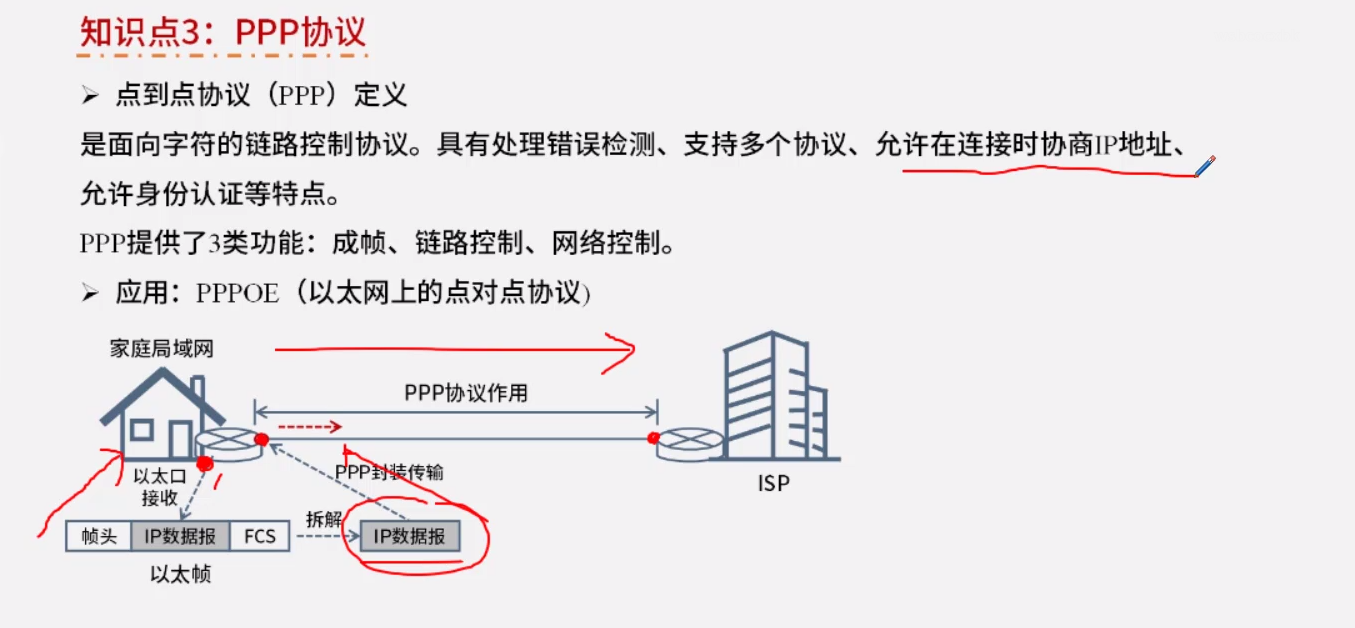 知识点3：PPP协议
➢ 点到点协议（PPP）定义
是面向字符的链路控制协议。具有处理错误检测、支持多个协议、允许在连接时协商IP地址、
允许身份认证等特点。
PPP提供了3类功能：成帧、链路控制、网络控制。
➢ 应用：PPPOE（以太网上的点对点协议)
家庭局域网
PPP协议作用
以太口
接收
PPP封装传输
ISP
拆解
帧头 IP数据报 FCS
IP数据报
以太帧